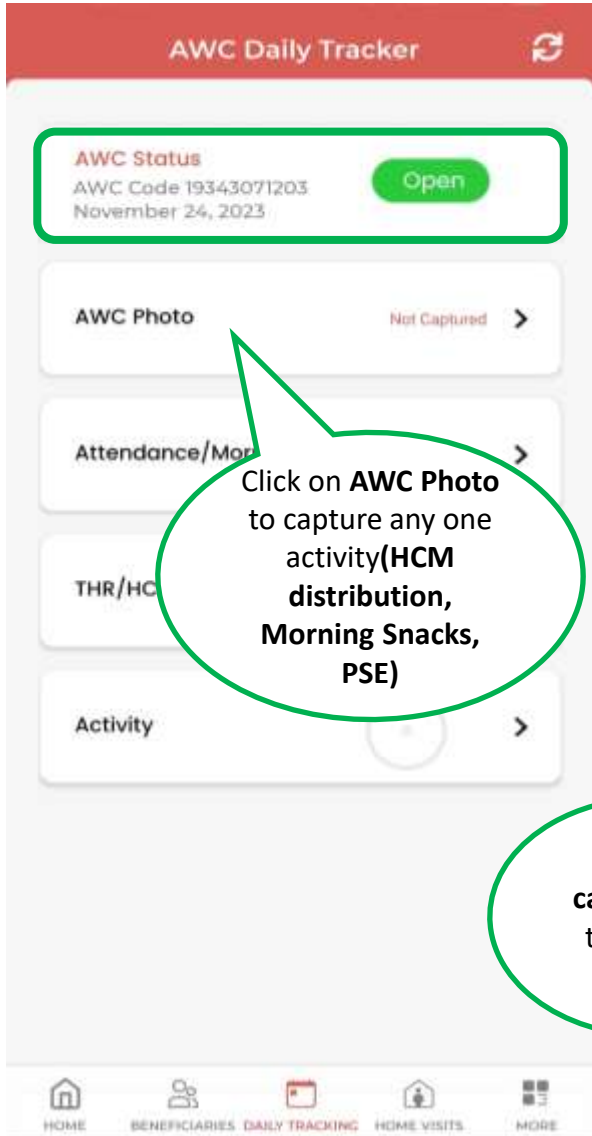 AWC Daily Tracker
AWC Status
AWC Code 19343071203
November 24, 2023
Open
AWC Photo
Not Captured
Attendance/Mor
Click on AWC Photo
to capture any one
activity(HCM
distribution,
Morning Snacks,
PSE)
THR/HC
Activity
HOME
BENEFICIARIES
DAILY TRACKING
HOME VISITS
MORE